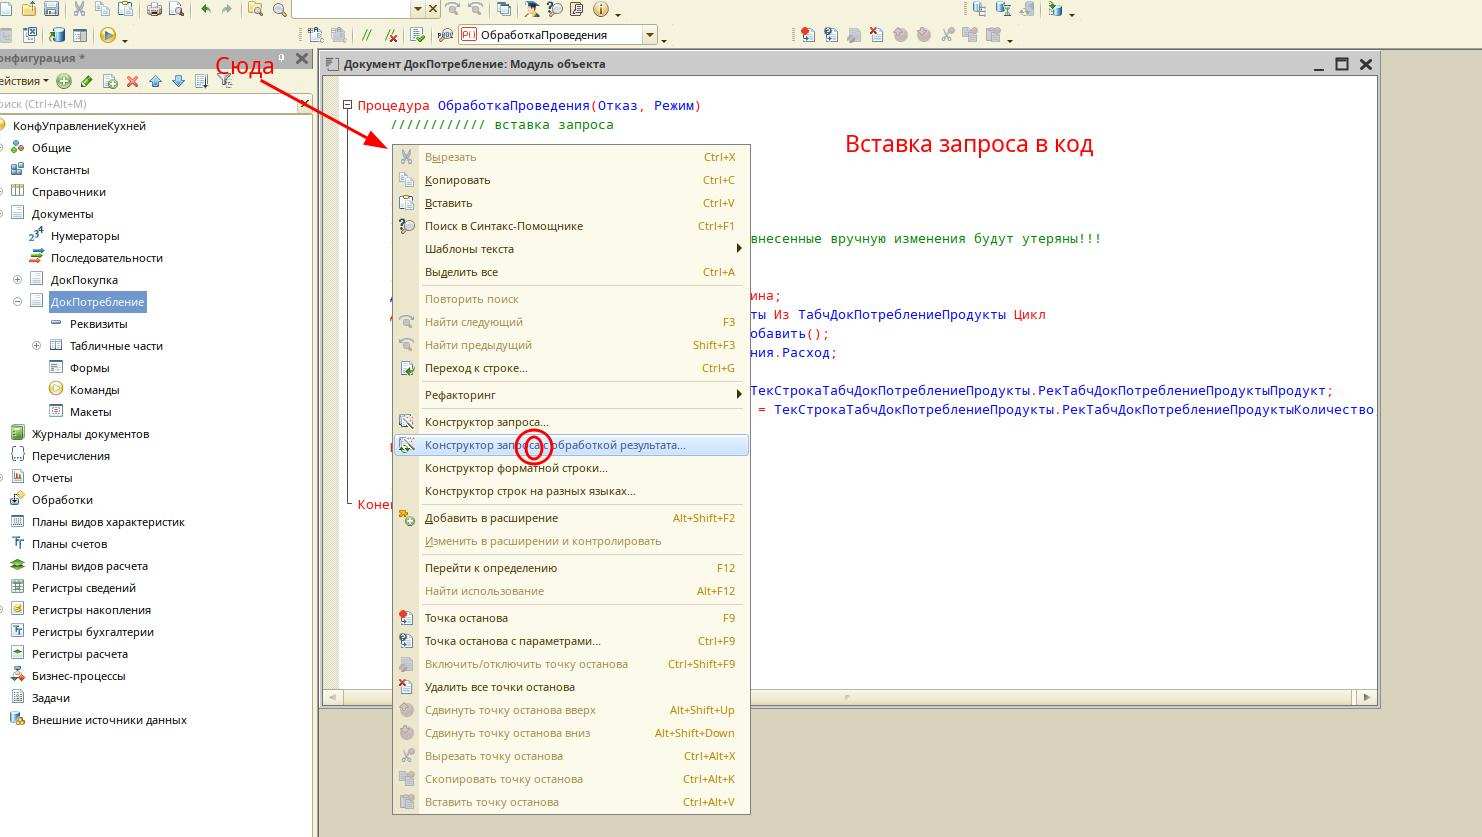 ОбработкаПроведения
онфигурация *
Сюда
Документ ДокПотребление: Модуль объекта
ействия
оиск (Ctrl+Alt+M)
КонфУправлениеКухней
Общие
Константы
Справочники
Документы
Нумераторы
Последовательности
ДокПокупка
ДокПотребление
Реквизиты
Табличные части
Формы
Команды
Макеты
Журналы документов
Перечисления
Отчеты
Обработки
Планы видов характеристик
Планы счетов
Планы видов расчета
Регистры сведений
Регистры накопления
Регистры бухгалтерии
Регистры расчета
Бизнес-процессы
Задачи
Внешние источники данных
Процедура ОбработкаПроведения(Отказ, Режим)
//////////// вставка запроса
Вставка запроса в код
внесенные вручную изменения будут утеряны!!!
ина;
ты Из ТабчДокПотреблениеПродукты Цикл
обавить();
ния.Расход;
ТекСтрокаТабчДокПотреблениеПродукты.РекТабчДокПотреблениеПродуктыПродукт;
= ТекСтрокаТабчДокПотреблениеПродукты.РекТабчДокПотреблениеПродуктыКоличество
Коне
Вырезать Ctrl+X
Копировать Ctrl+C
Вставить Ctrl+V
Поиск в Синтакс-Помощнике Ctrl+F1
Шаблоны текста
Выделить все Ctrl+A
Повторить поиск
Найти следующий F3
Найти предыдущий Shift+F3
Переход к строке... Ctrl+G
Рефакторинг
Конструктор запроса...
Конструктор запроса с обработкой результата...
Конструктор форматной строки...
Конструктор строк на разных языках...
Добавить в расширение Alt+Shift+F2
Изменить в расширении и контролировать
Перейти к определению F12
Найти использование Alt+F12
Точка останова F9
Точка останова с параметрами... Ctrl+F9
Включить/отключить точку останова Ctrl+Shift+F9
Удалить все точки останова
Сдвинуть точку останова вверх Alt+Shift+Up
Сдвинуть точку останова вниз Alt+Shift+Down
Вырезать точку останова Ctrl+Alt+X
Скопировать точку останова Ctrl+Alt+K
Вставить точку останова Ctrl+Alt+V